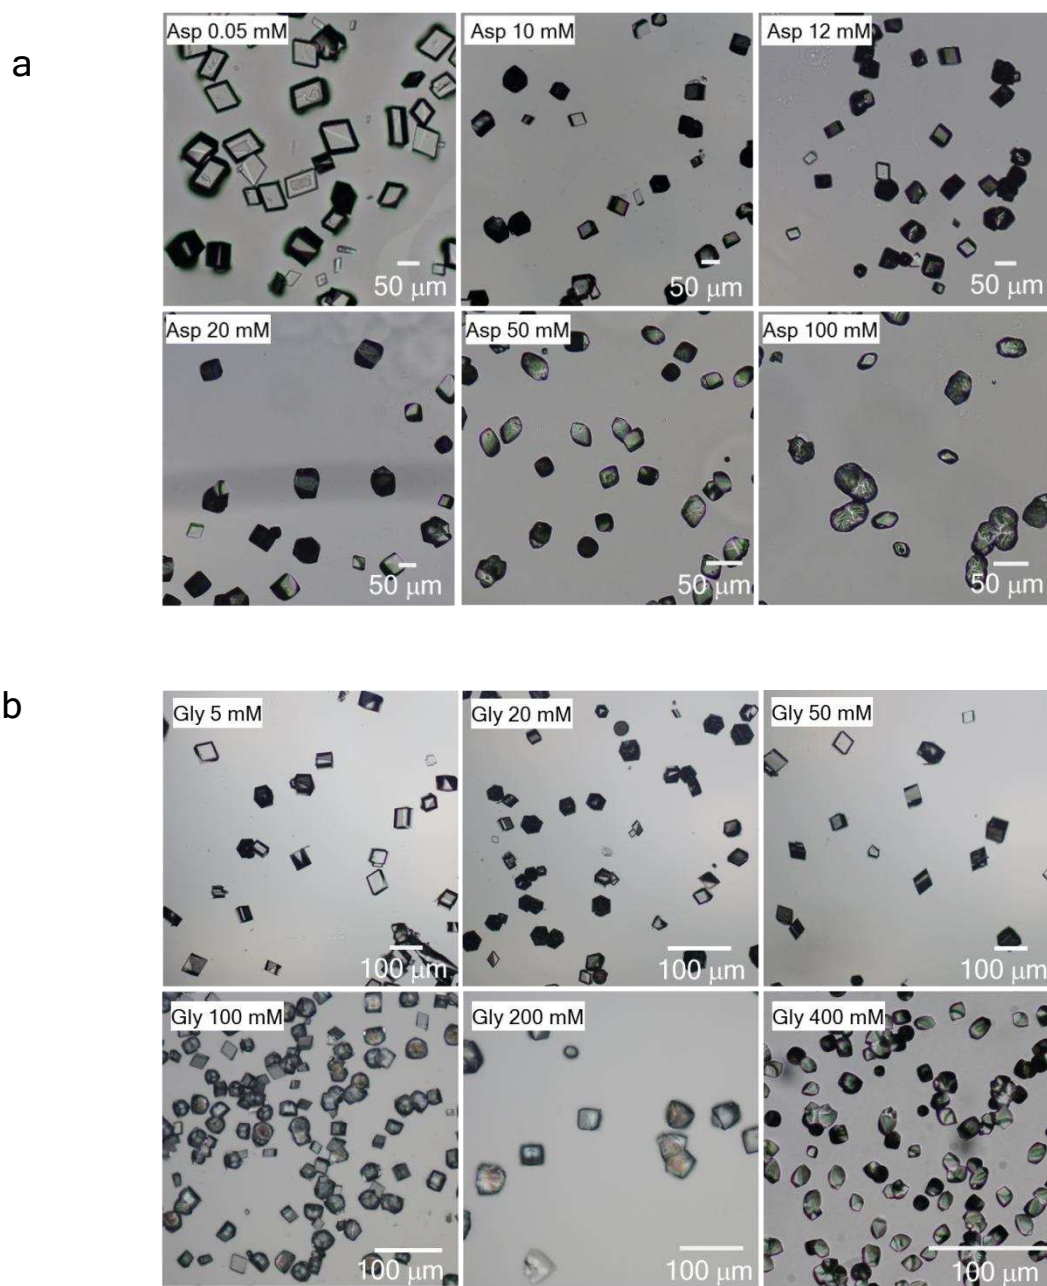 a
Asp 0.05 mM
Asp 10 mM
Asp 12 mM
50 μm
50 μm
50 μm
Asp 20 mM
Asp 50 mM
Asp 100 mM
50 μm
50 μm
50 μm
b
Gly 5 mM
Gly 20 mM
Gly 50 mM
100 μm
100 μm
100 μm
Gly 100 mM
Gly 200 mM
Gly 400 mM
100 μm
100 μm
100 μm